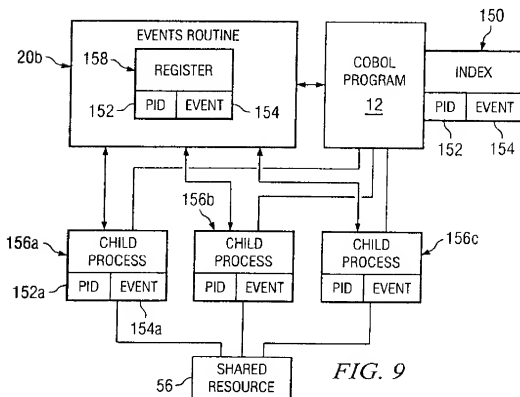 EVENTS ROUTINE
20b
158
REGISTER
152
PID
EVENT
154
COBOL
PROGRAM
12
150
INDEX
PID
EVENT
152
154
156a
CHILD
PROCESS
PID
EVENT
152a
154a
156b
CHILD
PROCESS
PID
EVENT
156c
CHILD
PROCESS
PID
EVENT
56
SHARED
RESOURCE
FIG. 9